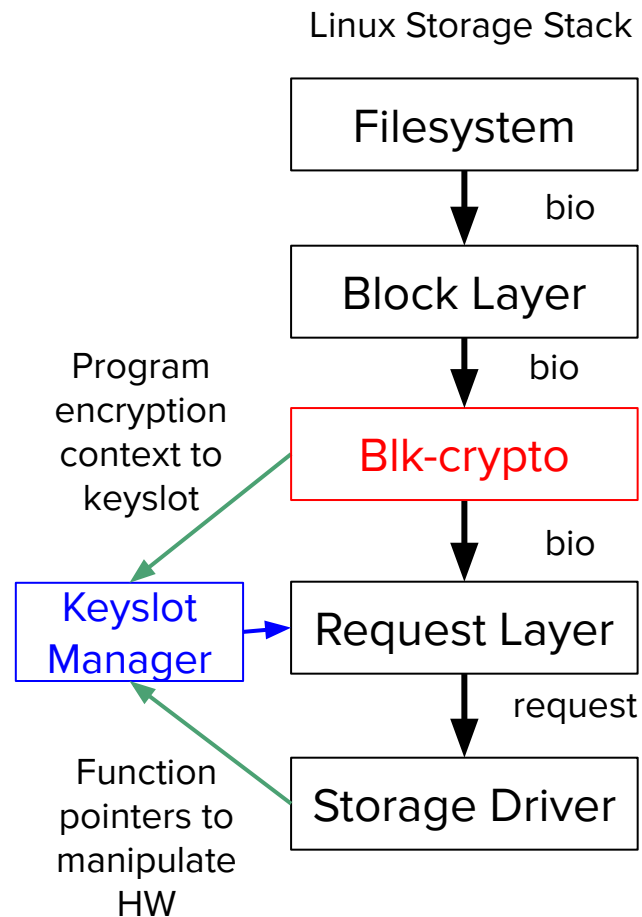 Linux Storage Stack
Filesystem
bio
Block Layer
bio
Program
encryption
context to
keyslot
Blk-crypto
bio
Keyslot
Manager
Request Layer
request
Storage Driver
Function
pointers to
manipulate
HW